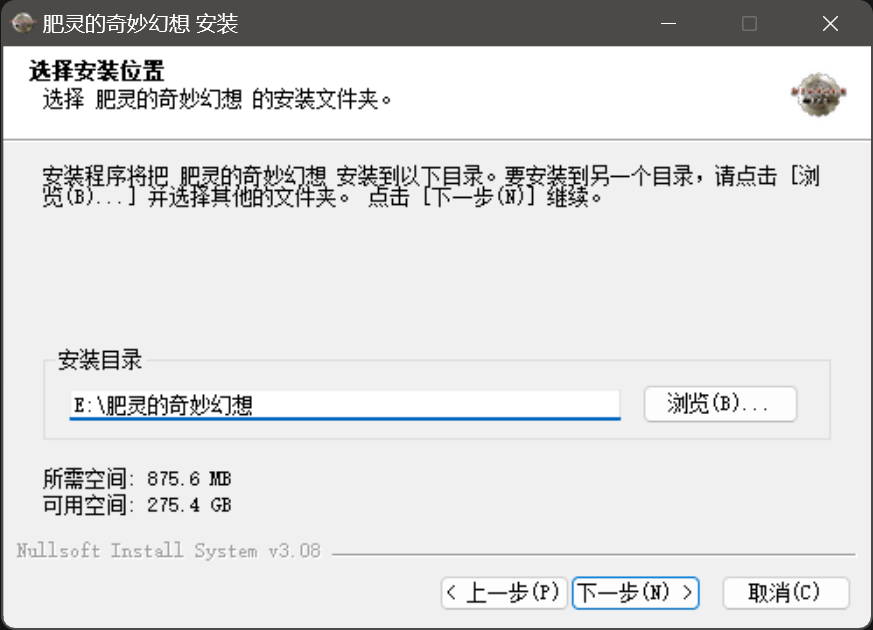 肥灵的奇妙幻想 安装
选择安装位置
选择 肥灵的奇妙幻想 的安装文件夹。
安装程序将把 肥灵的奇妙幻想 安装到以下目录。要安装到另一个目录，请点击 [浏
览(B)...] 并选择其他的文件夹。 点击 [下一步(N)] 继续。
安装目录
E:\肥灵的奇妙幻想
浏览(B)...
所需空间: 875.6 MB
可用空间: 275.4 GB
Nullsoft Install System v3.08
< 上一步(P)
下一步(N) >
取消(C)